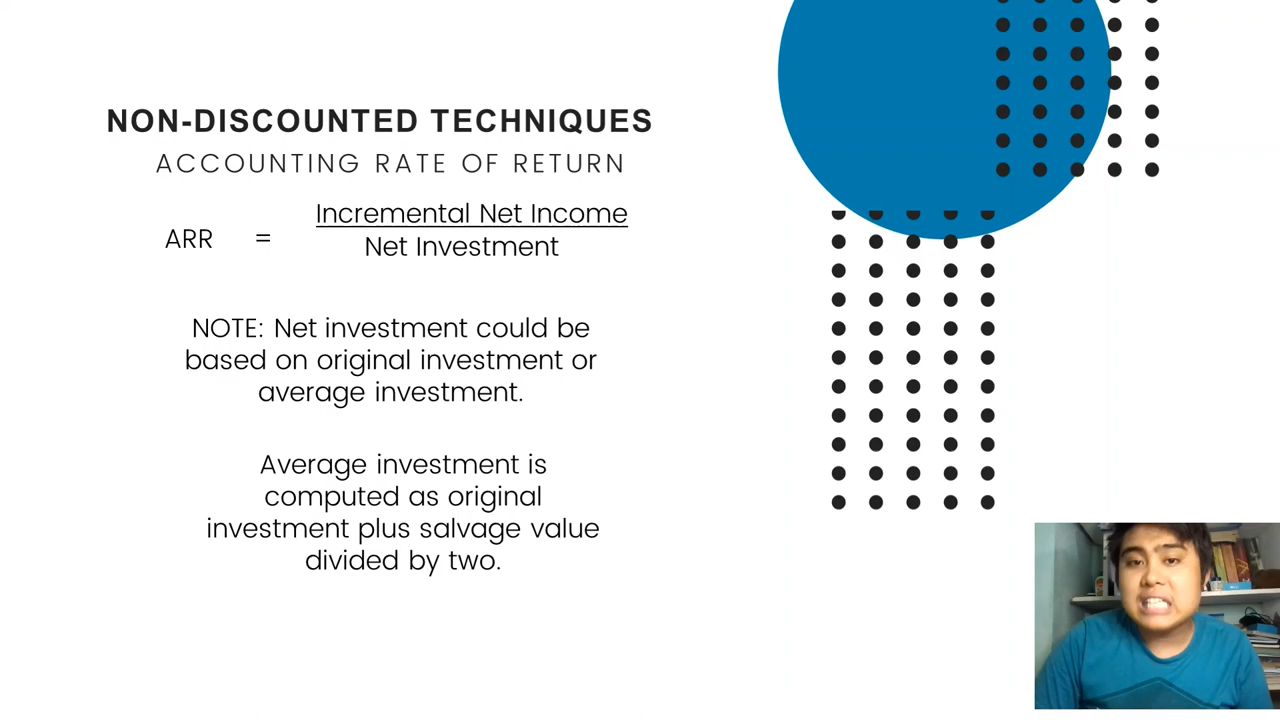 NON-DISCOUNTED TECHNIQUES
ACCOUNTING RATE OF RETURN
Incremental Net Income
ARR =
Net Investment
NOTE: Net investment could be
based on original investment or
average investment.
Average investment is
computed as original
investment plus salvage value
divided by two.